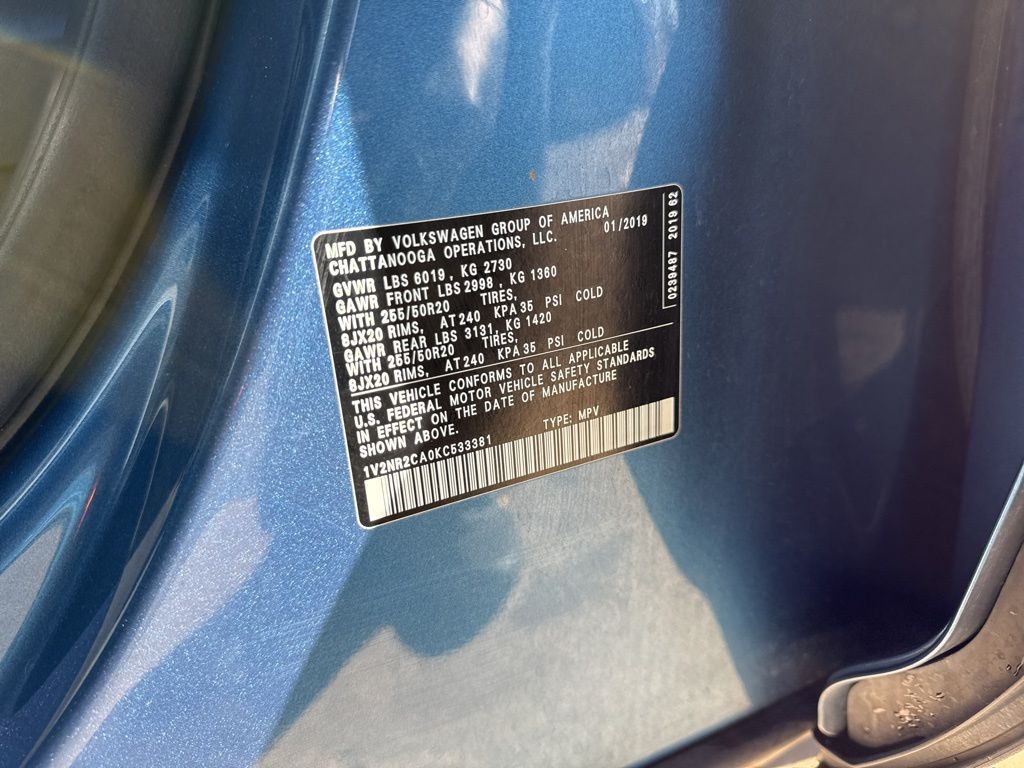 MFD BY VOLKSWAGEN GROUP OF AMERICA
CHATTANOOGA OPERATIONS, LLC. 01/2019
GVWR LBS 6019, KG 2730
GAWR FRONT LBS 2998, KG 1360
WITH 255/50R20 TIRES,
8JX20 RIMS, AT 240 KPA 35 PSI COLD
GAWR REAR LBS 3131, KG 1420
WITH 255/50R20 TIRES,
8JX20 RIMS, AT 240 KPA 35 PSI COLD
THIS VEHICLE CONFORMS TO ALL APPLICABLE
U.S. FEDERAL MOTOR VEHICLE SAFETY STANDARDS
IN EFFECT ON THE DATE OF MANUFACTURE
SHOWN ABOVE.
1V2NR2CA0KC533381 TYPE: MPV
0239487 2019 62